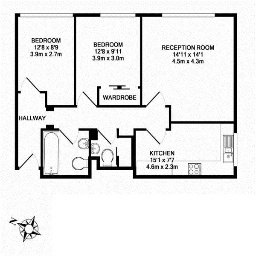 BEDROOM
12'8 x 8'9
3.9m x 2.7m
BEDROOM
12'8 x 9'11
3.9m x 3.0m
RECEPTION ROOM
14'11 x 14'1
4.5m x 4.3m
WARDROBE
HALLWAY
KITCHEN
15'1 x 7'7
4.6m x 2.3m